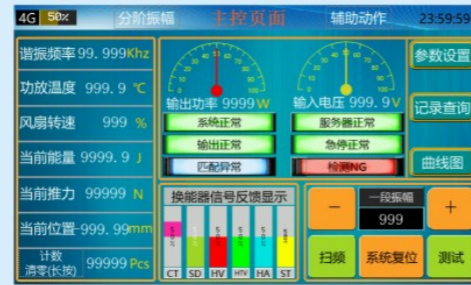 4G 50% 分阶振幅 主控页面 辅助动作 23:59:59
谐振频率 99.999Khz
功放温度 999.9 ℃
风扇转速 999 %
当前能量 9999.9 J
当前推力 99999 N
当前位置-999.99mm
计数
清零(长按) 99999 Pcs
输出功率 9999 W
系统正常
输出正常
匹配异常
输入电压 999.9V
服务器正常
急停正常
检测NG
换能器信号反馈显示
CT SD HV HTV HA ST
参数设置
记录查询
曲线图
－ 一段振幅 ＋
999
扫频 系统复位 测试